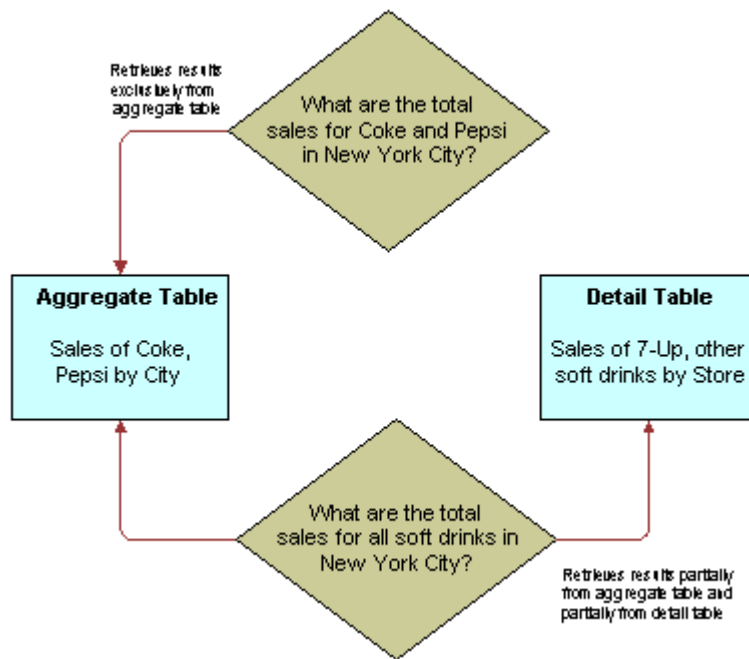 Retrieves results
exclusively from
aggregate table
What are the total
sales for Coke and Pepsi
in New York City?
Aggregate Table
Sales of Coke,
Pepsi by City
Detail Table
Sales of 7-Up, other
soft drinks by Store
What are the total
sales for all soft drinks in
New York City?
Retrieves results partially
from aggregate table and
partially from detail table